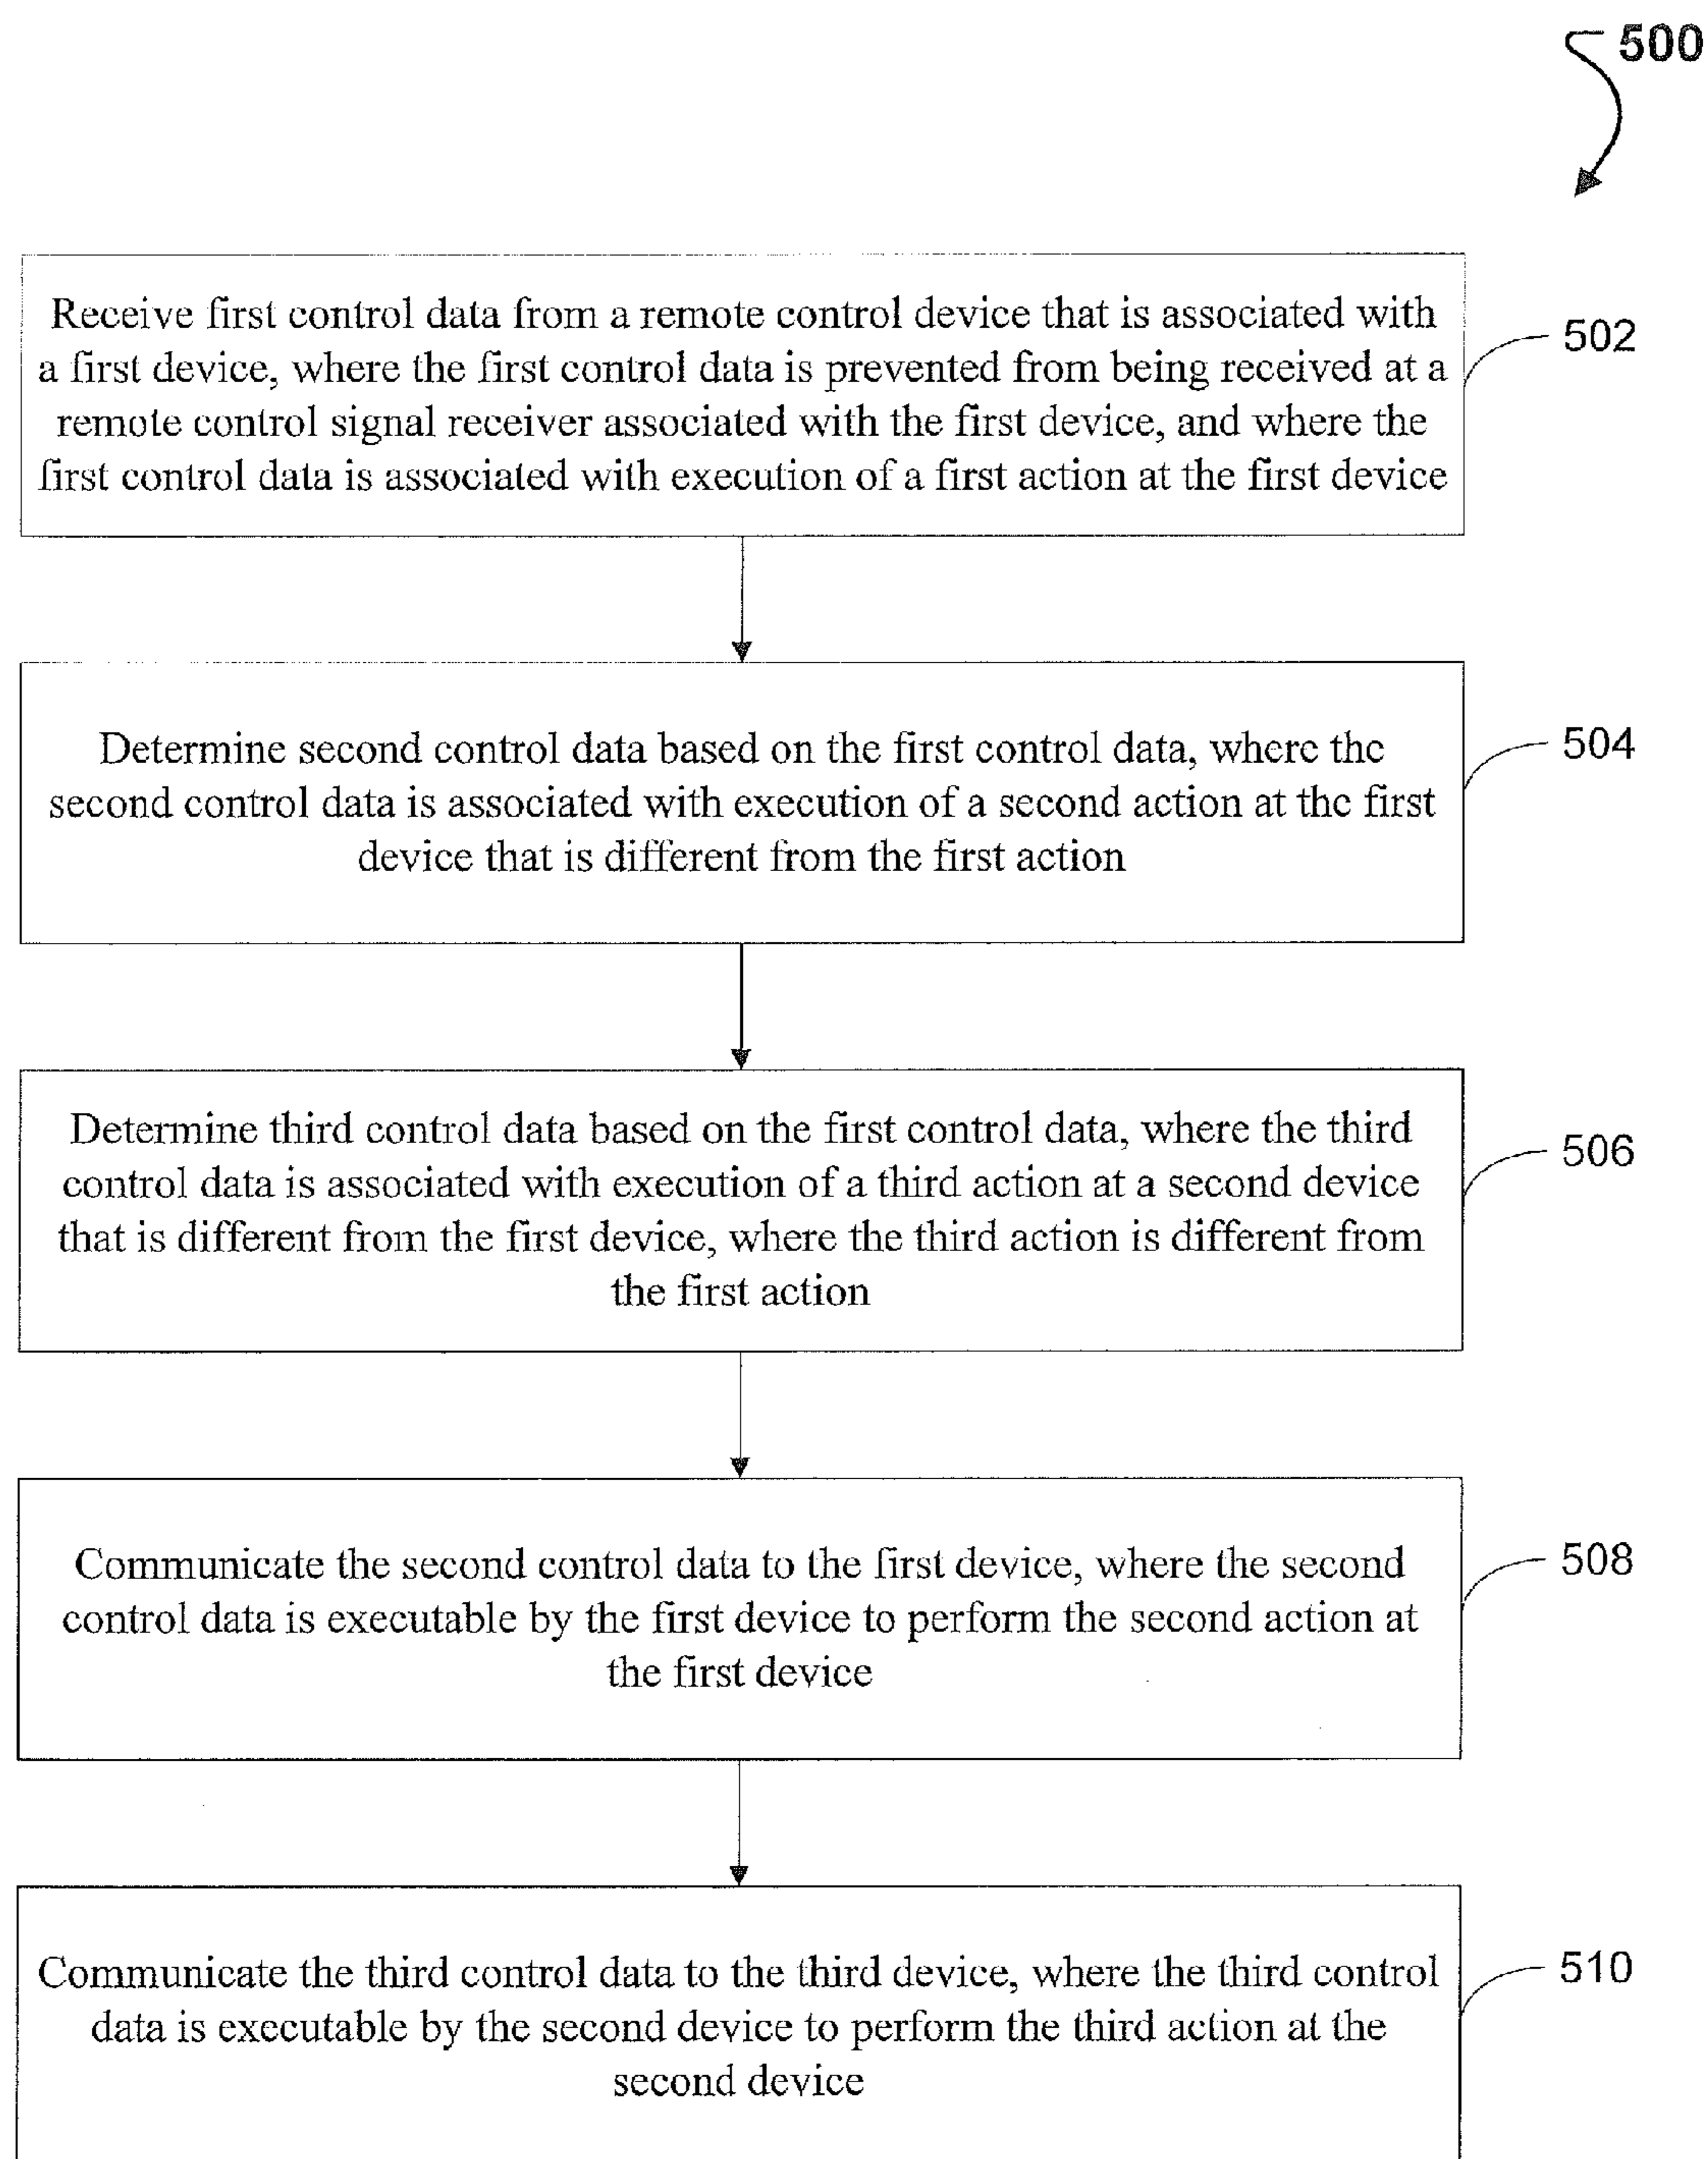 500
Receive first control data from a remote control device that is associated with
a first device, where the first control data is prevented from being received at a
remote control signal receiver associated with the first device, and where the
first control data is associated with execution of a first action at the first device
502
Determine second control data based on the first control data, where the
second control data is associated with execution of a second action at the first
device that is different from the first action
504
Determine third control data based on the first control data, where the third
control data is associated with execution of a third action at a second device
that is different from the first device, where the third action is different from
the first action
506
Communicate the second control data to the first device, where the second
control data is executable by the first device to perform the second action at
the first device
508
Communicate the third control data to the third device, where the third control
data is executable by the second device to perform the third action at the
second device
510